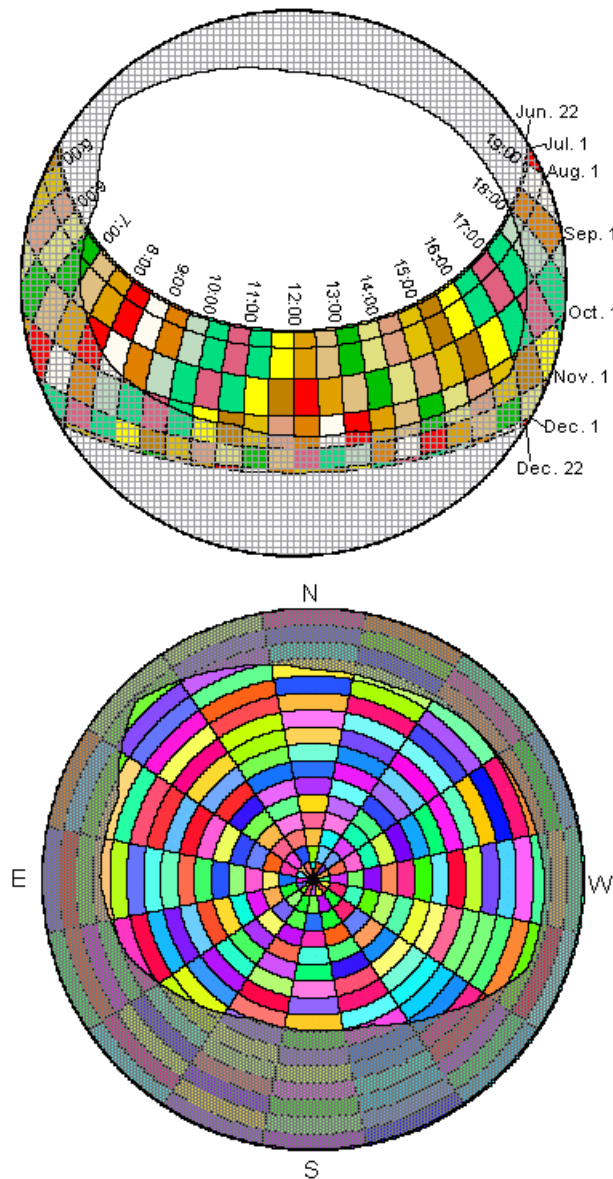 Jun. 22
Jul. 1
Aug. 1
Sep. 1
Oct. 1
Nov. 1
Dec. 1
Dec. 22
5:00
6:00
7:00
8:00
9:00
10:00
11:00
12:00
13:00
14:00
15:00
16:00
17:00
18:00
19:00
N
E
W
S